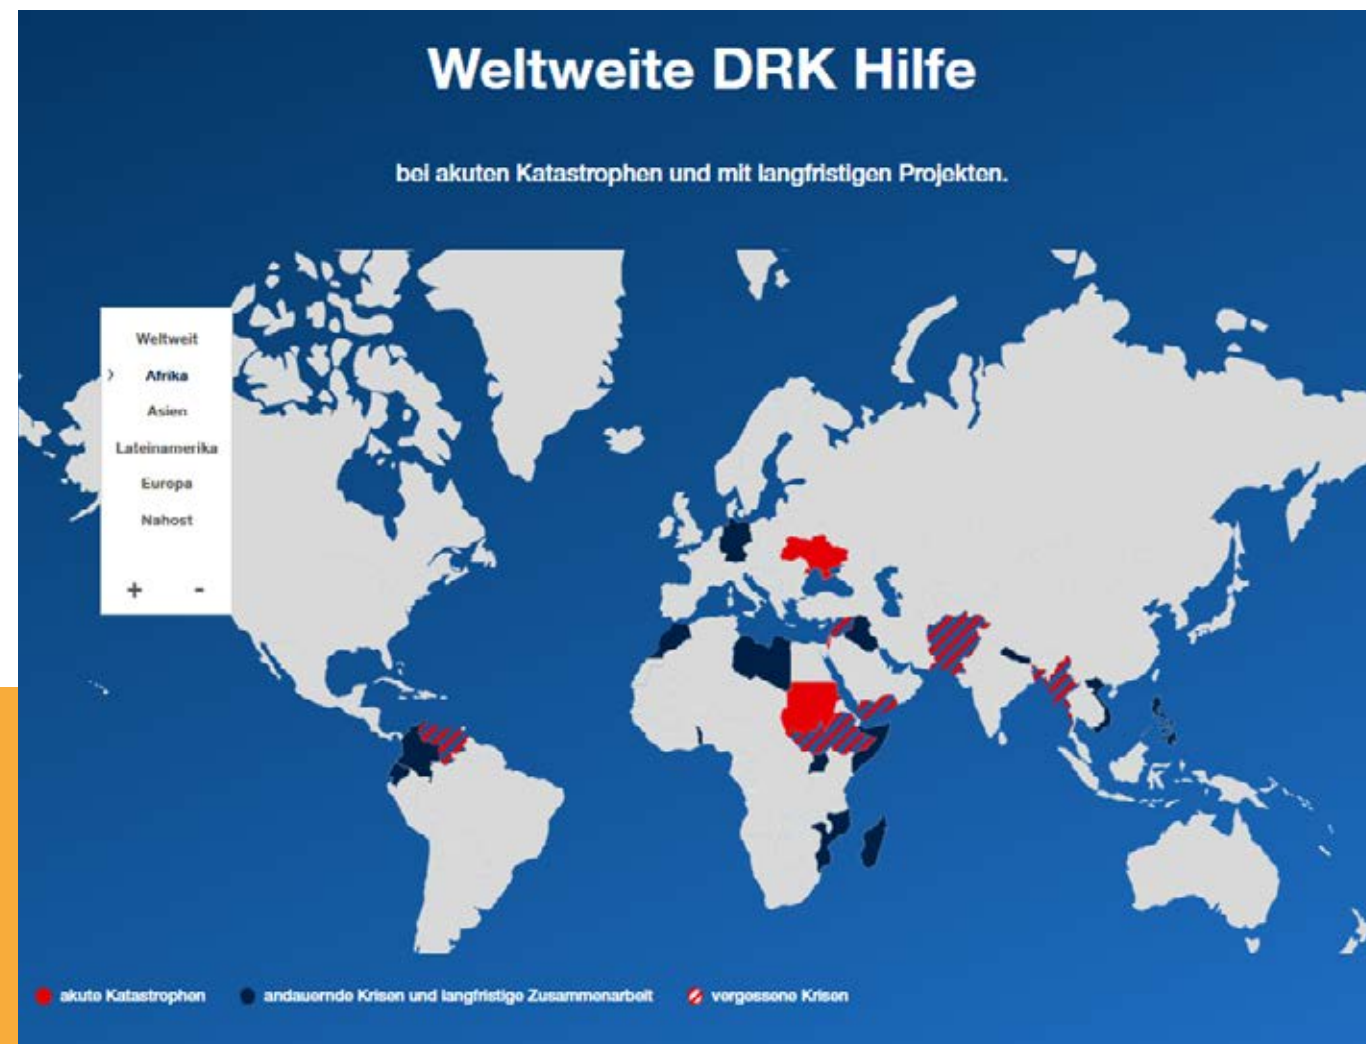 Weltweite DRK Hilfe
bei akuten Katastrophen und mit langfristigen Projekten.
Weltweit
› Afrika
Asien
Lateinamerika
Europa
Nahost
+ -
akute Katastrophen
andauernde Krisen und langfristige Zusammenarbeit
vergessene Krisen